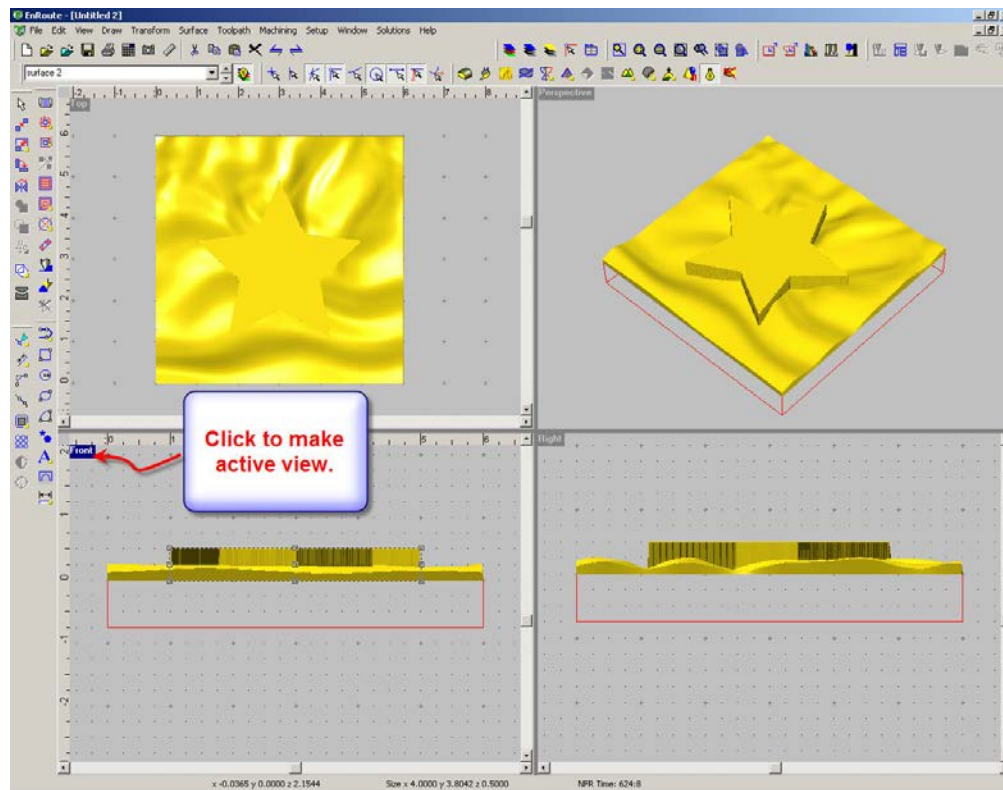 EnRoute - [Untitled 2]
File Edit View Draw Transform Surface Toolpath Machining Setup Window Solutions Help
surface 2
Top
Perspective
Click to make
active view.
Front
Right
x -0.0365 y 0.0000 z 2.1544
Size x 4.0000 y 3.8042 z 0.5000
NFR Time: 624:8